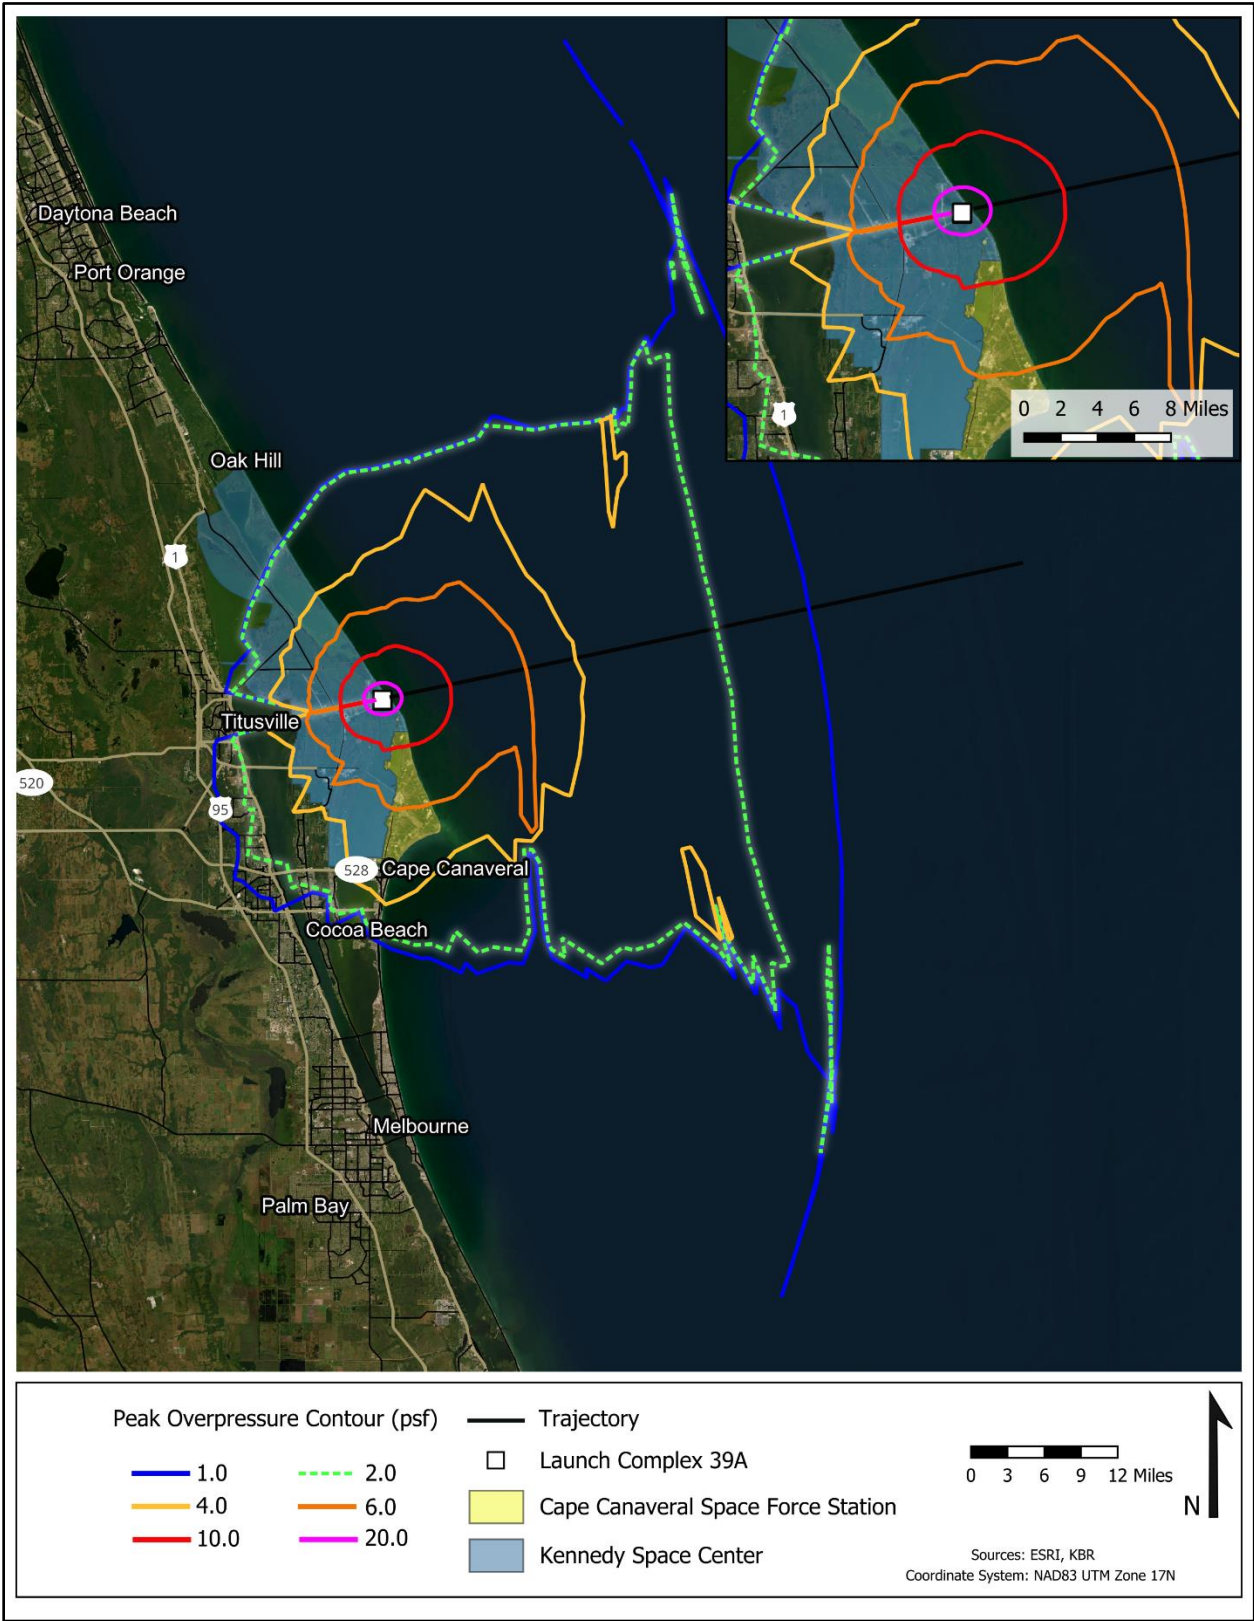 Daytona Beach
Port Orange
Oak Hill
1
Titusville
520
95
528
Cape Canaveral
Cocoa Beach
Melbourne
Palm Bay
1
0 2 4 6 8 Miles
Peak Overpressure Contour (psf)
1.0
2.0
4.0
6.0
10.0
20.0
Trajectory
Launch Complex 39A
Cape Canaveral Space Force Station
Kennedy Space Center
0 3 6 9 12 Miles
N
Sources: ESRI, KBR
Coordinate System: NAD83 UTM Zone 17N